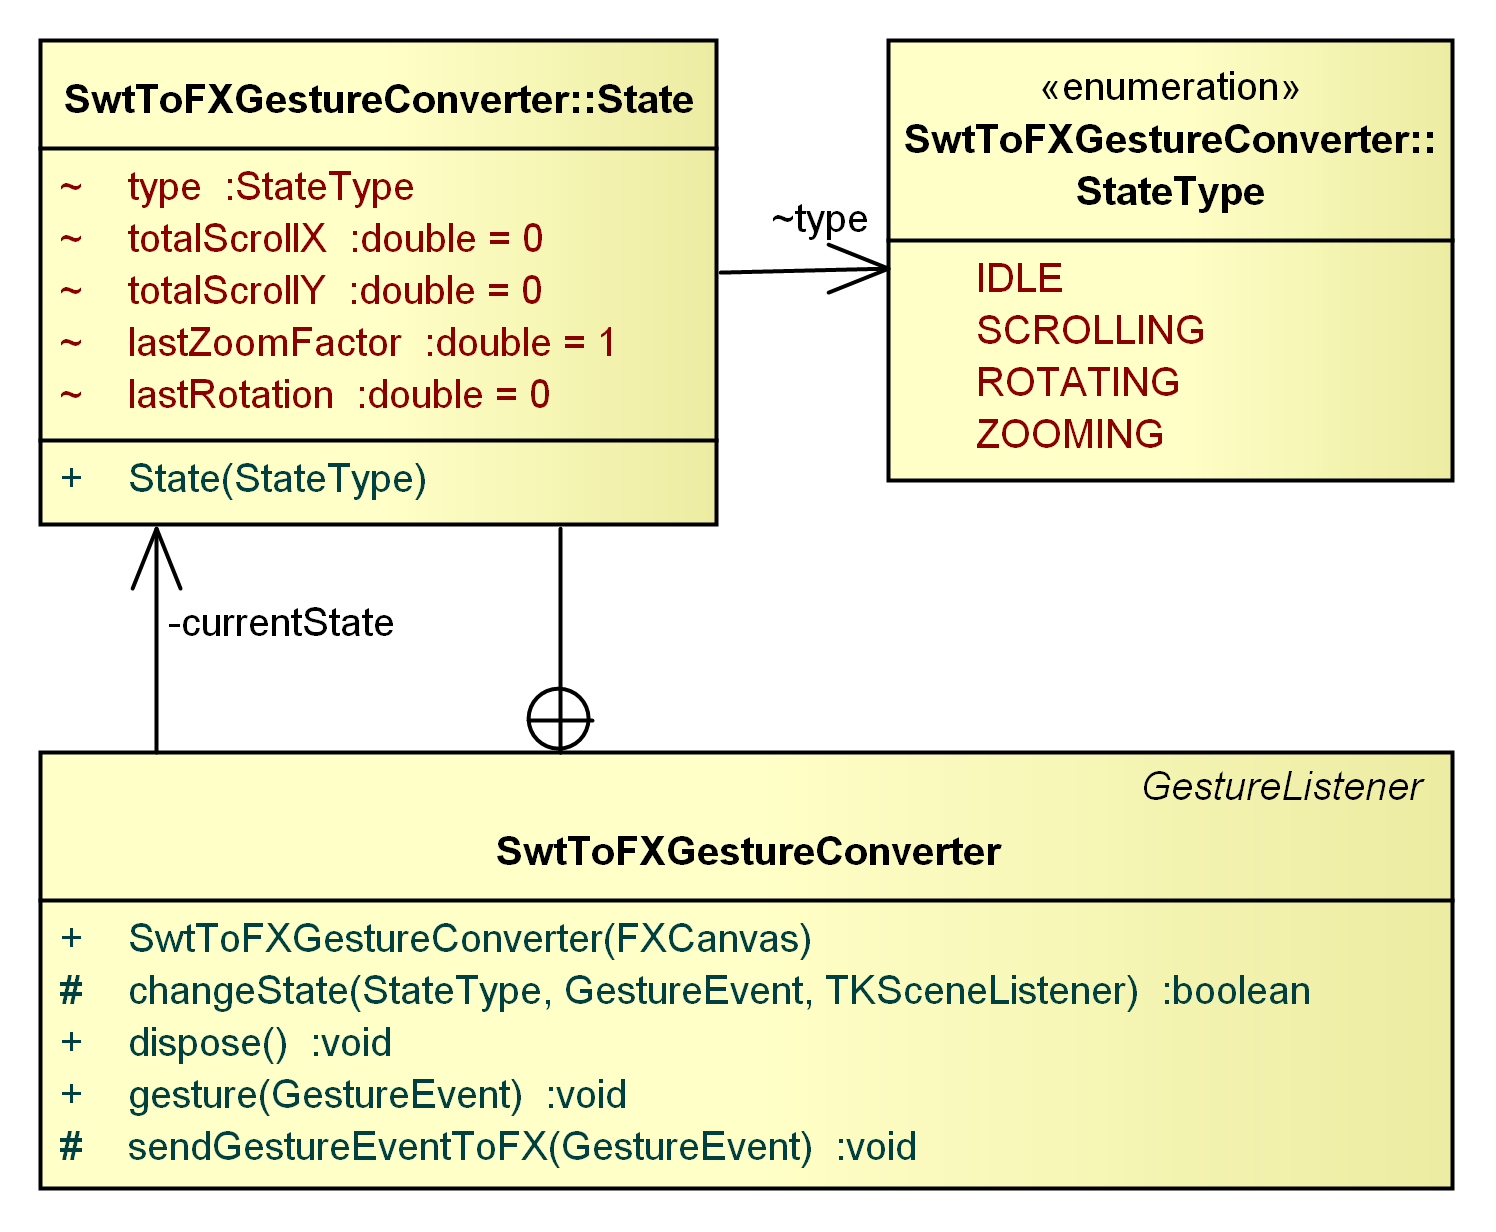 SwtToFXGestureConverter::State
~ type :StateType
~ totalScrollX :double = 0
~ totalScrollY :double = 0
~ lastZoomFactor :double = 1
~ lastRotation :double = 0
+ State(StateType)
~type
«enumeration»
SwtToFXGestureConverter::
StateType
IDLE
SCROLLING
ROTATING
ZOOMING
-currentState
GestureListener
SwtToFXGestureConverter
+ SwtToFXGestureConverter(FXCanvas)
# changeState(StateType, GestureEvent, TKSceneListener) :boolean
+ dispose() :void
+ gesture(GestureEvent) :void
# sendGestureEventToFX(GestureEvent) :void